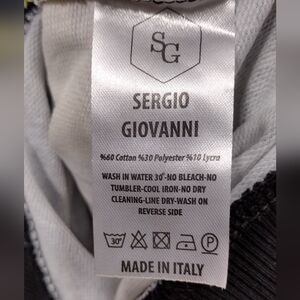 SG
SERGIO
GIOVANNI
%60 Cotton %30 Polyester %10 Lycra
WASH IN WATER 30°-NO BLEACH-NO
TUMBLER-COOL IRON-NO DRY
CLEANING-LINE DRY-WASH ON
REVERSE SIDE
30° P
MADE IN ITALY